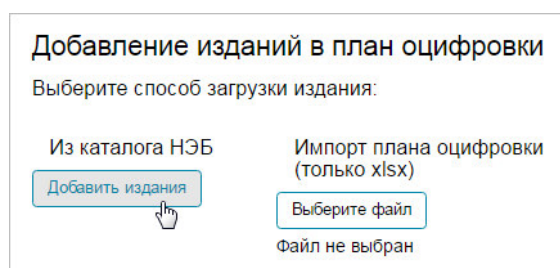 Добавление изданий в план оцифровки
Выберите способ загрузки издания:
Из каталога НЭБ
Добавить издания
Импорт плана оцифровки
(только xlsx)
Выберите файл
Файл не выбран